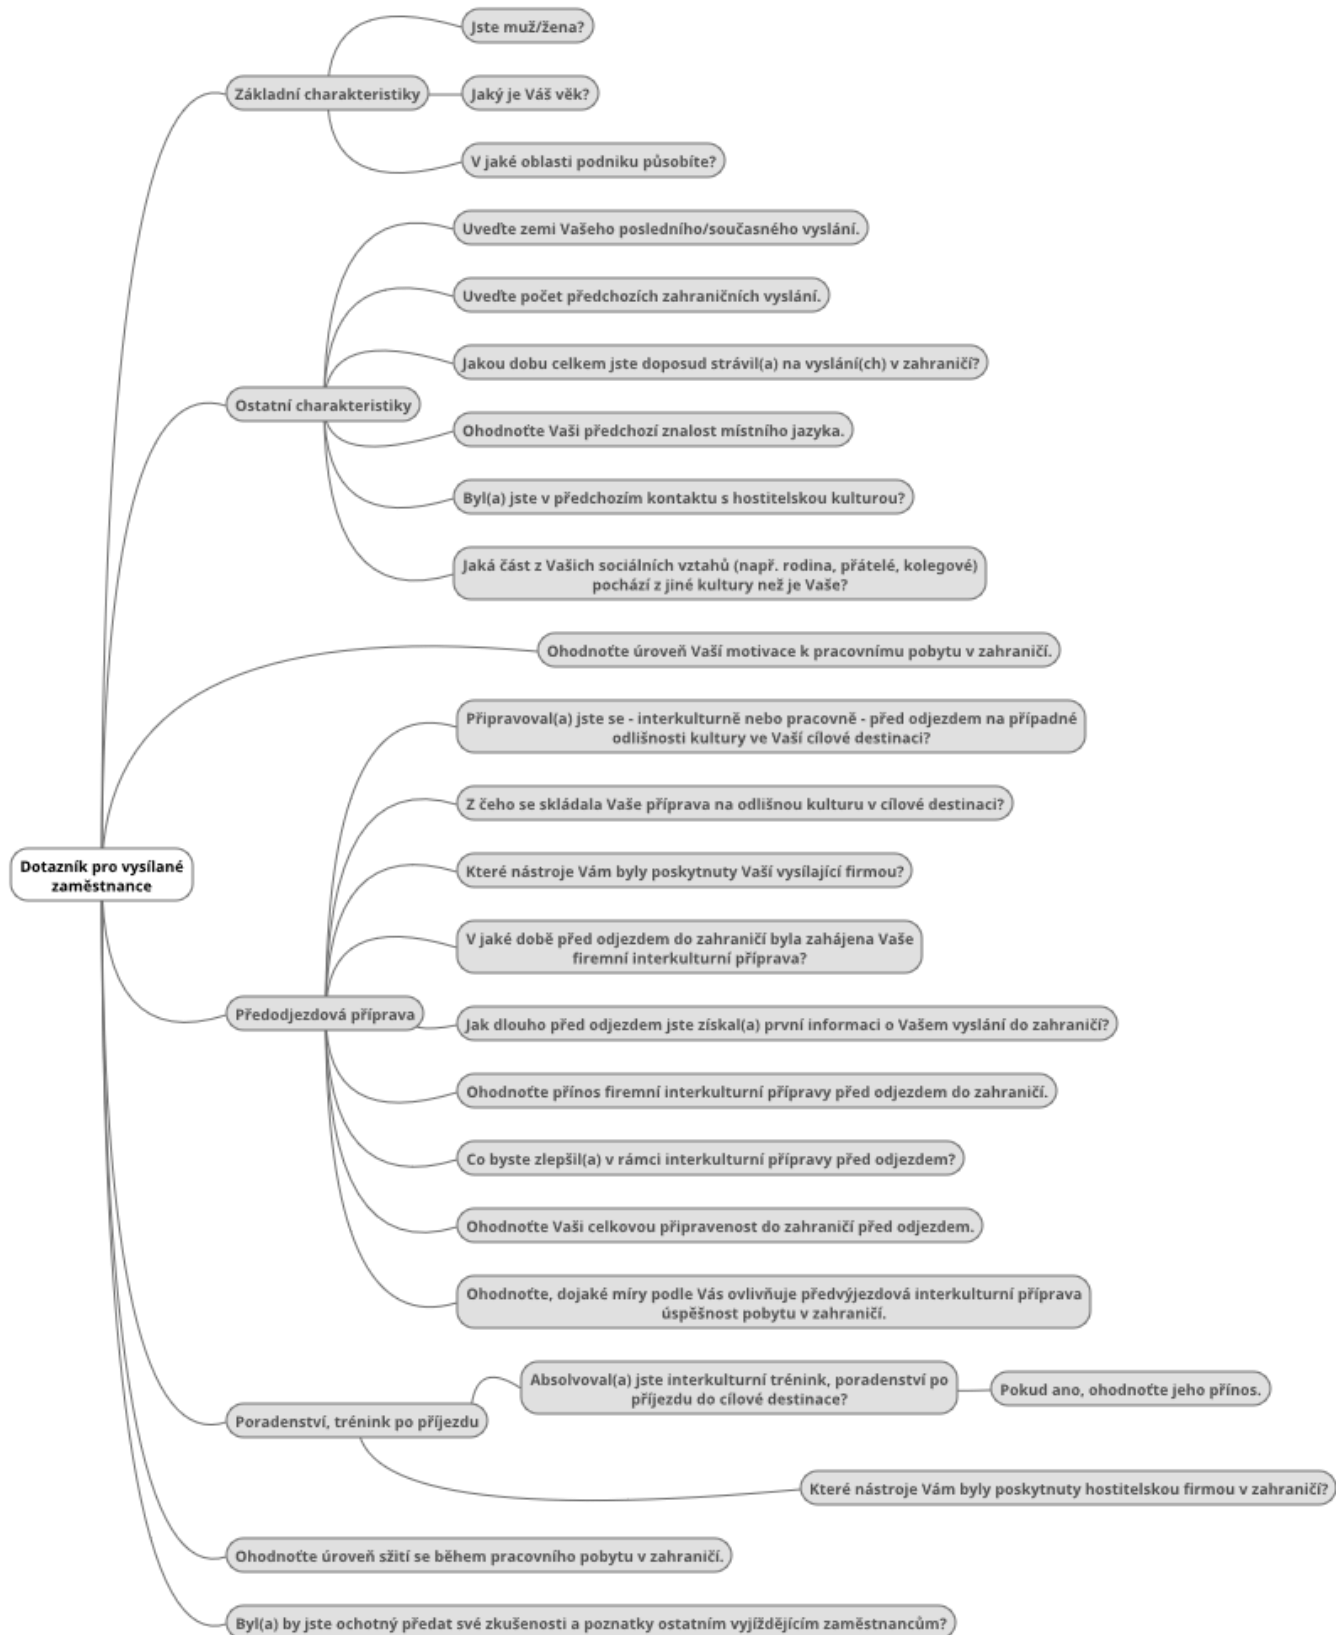 Jste muž/žena?
Základní charakteristiky
Jaký je Váš věk?
V jaké oblasti podniku působíte?
Uveďte zemi Vašeho posledního/současného vyslání.
Uveďte počet předchozích zahraničních vyslání.
Jakou dobu celkem jste doposud strávil(a) na vyslání(ch) v zahraničí?
Ostatní charakteristiky
Ohodnoťte Vaši předchozí znalost místního jazyka.
Byl(a) jste v předchozím kontaktu s hostitelskou kulturou?
Jaká část z Vašich sociálních vztahů (např. rodina, přátelé, kolegové)
pochází z jiné kultury než je Vaše?
Ohodnoťte úroveň Vaší motivace k pracovnímu pobytu v zahraničí.
Připravoval(a) jste se - interkulturně nebo pracovně - před odjezdem na případné
odlišnosti kultury ve Vaší cílové destinaci?
Z čeho se skládala Vaše příprava na odlišnou kulturu v cílové destinaci?
Dotazník pro vysílané
zaměstnance
Které nástroje Vám byly poskytnuty Vaší vysílající firmou?
V jaké době před odjezdem do zahraničí byla zahájena Vaše
firemní interkulturní příprava?
Předodjezdová příprava
Jak dlouho před odjezdem jste získal(a) první informaci o Vašem vyslání do zahraničí?
Ohodnoťte přínos firemní interkulturní přípravy před odjezdem do zahraničí.
Co byste zlepšil(a) v rámci interkulturní přípravy před odjezdem?
Ohodnoťte Vaši celkovou připravenost do zahraničí před odjezdem.
Ohodnoťte, dojaké míry podle Vás ovlivňuje předvýjezdová interkulturní příprava
úspěšnost pobytu v zahraničí.
Absolvoval(a) jste interkulturní trénink, poradenství po
příjezdu do cílové destinace?
Pokud ano, ohodnoťte jeho přínos.
Poradenství, trénink po příjezdu
Které nástroje Vám byly poskytnuty hostitelskou firmou v zahraničí?
Ohodnoťte úroveň sžití se během pracovního pobytu v zahraničí.
Byl(a) by jste ochotný předat své zkušenosti a poznatky ostatním vyjíždějícím zaměstnancům?